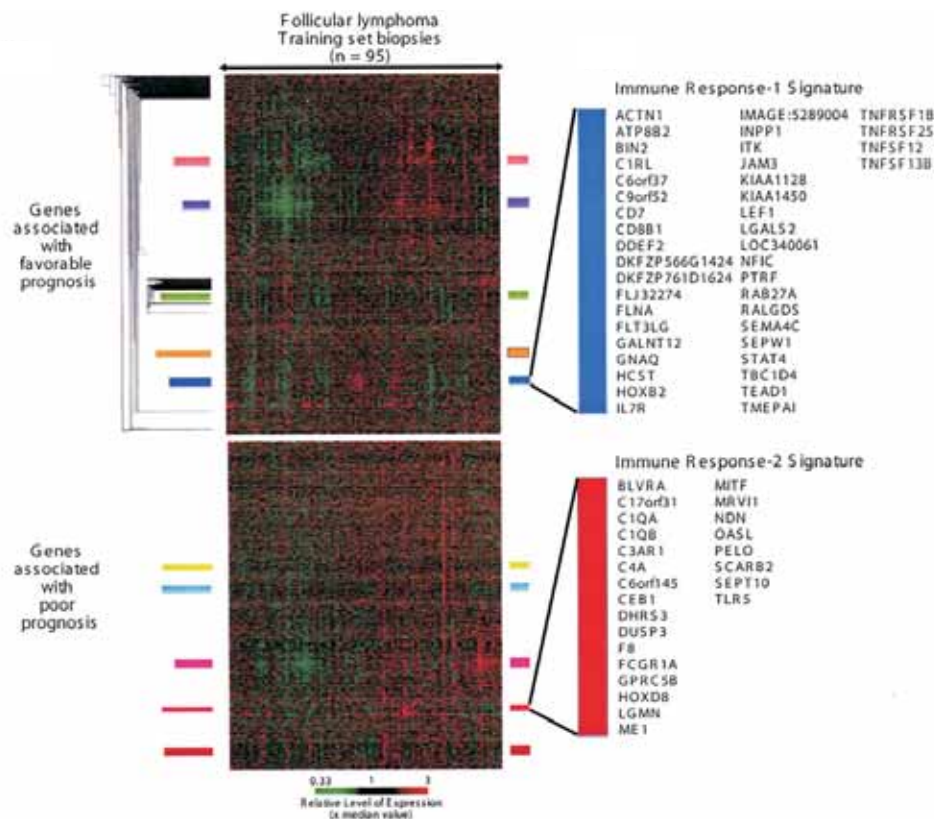 Follicular lymphoma
Training set biopsies
(n = 95)
Genes
associated
with
favorable
prognosis
Immune Response-1 Signature
ACTN1 IMAGE:5289004 TNFRSF1B
ATP8B2 INPP1 TNFRSF25
BIN2 ITK TNFSF12
C1RL JAM3 TNFSF13B
C6orf37 KIAA1128
C9orf52 KIAA1450
CD7 LEF1
CD8B1 LGALS2
DDEF2 LOC340061
DKFZP566G1424 NFIC
DKFZP761D1624 PTRF
FLJ32274 RAB27A
FLNA RALGDS
FLT3LG SEMA4C
GALNT12 SEPW1
GNAQ STAT4
HCST TBC1D4
HOXB2 TEAD1
IL7R TMEPAI
Genes
associated
with
poor
prognosis
Immune Response-2 Signature
BLVRA MITF
C17orf31 MRVI1
C1QA NDN
C1QB OASL
C3AR1 PELO
C4A SCARB2
C6orf145 SEPT10
CEB1 TLR5
DHRS3
DUSP3
F8
FCGR1A
GPRC5B
HOXD8
LGMN
ME1
0.33 1 3
Relative Level of Expression
(x median value)